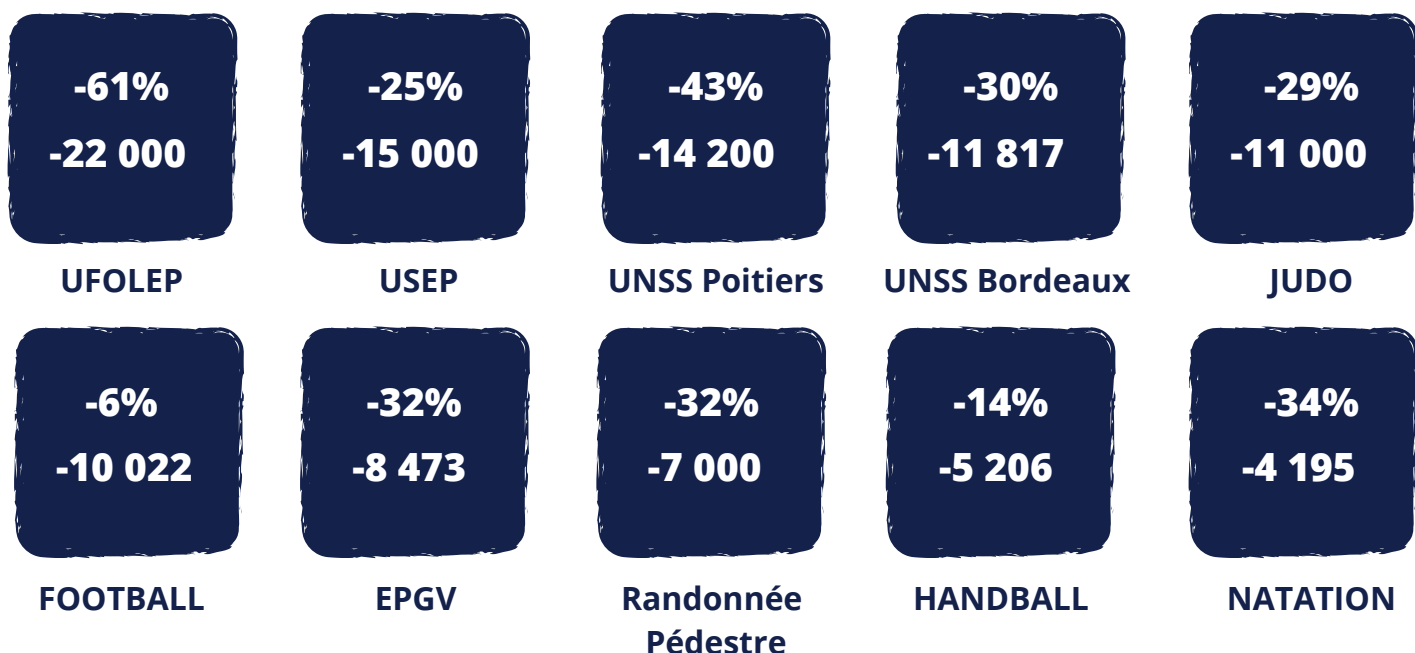 -61%
-22 000
UFOLEP
-25%
-15 000
USEP
-43%
-14 200
UNSS Poitiers
-30%
-11 817
UNSS Bordeaux
-29%
-11 000
JUDO
-6%
-10 022
FOOTBALL
-32%
-8 473
EPGV
-32%
-7 000
Randonnée
Pédestre
-14%
-5 206
HANDBALL
-34%
-4 195
NATATION